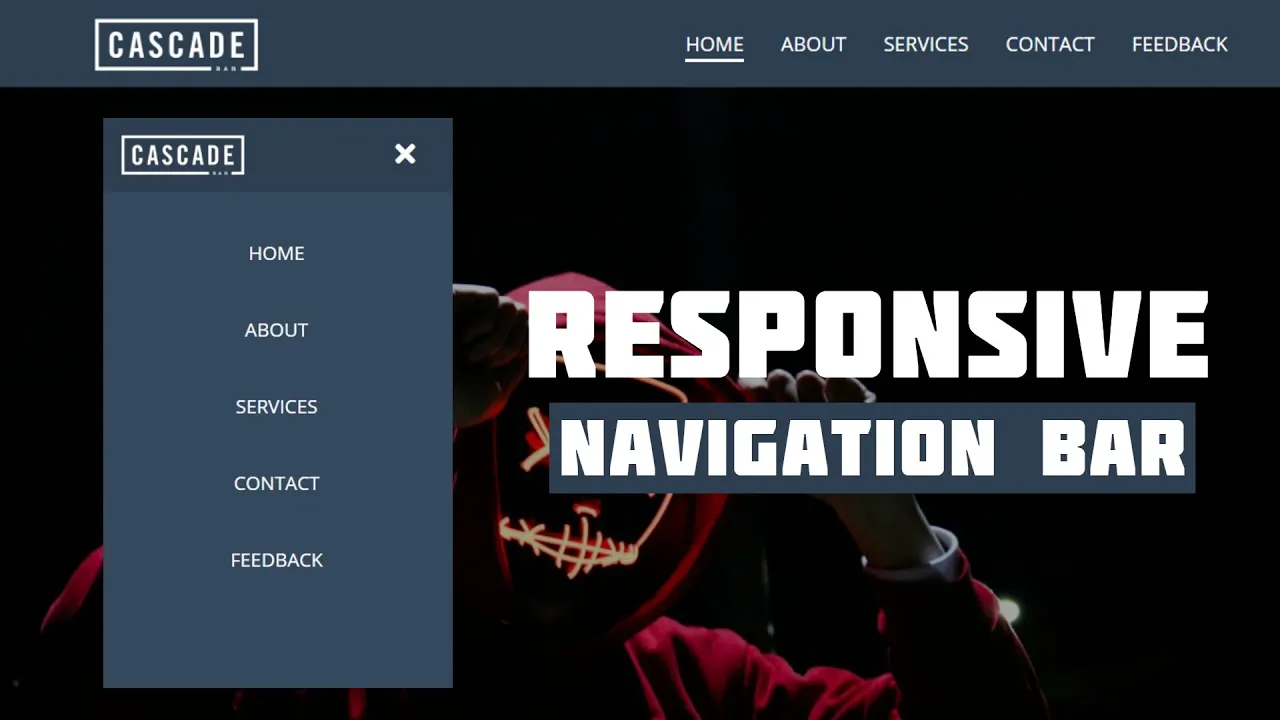 CASCADE
BAR
HOME ABOUT SERVICES CONTACT FEEDBACK
CASCADE
BAR
HOME
ABOUT
SERVICES
CONTACT
FEEDBACK
RESPONSIVE
NAVIGATION BAR